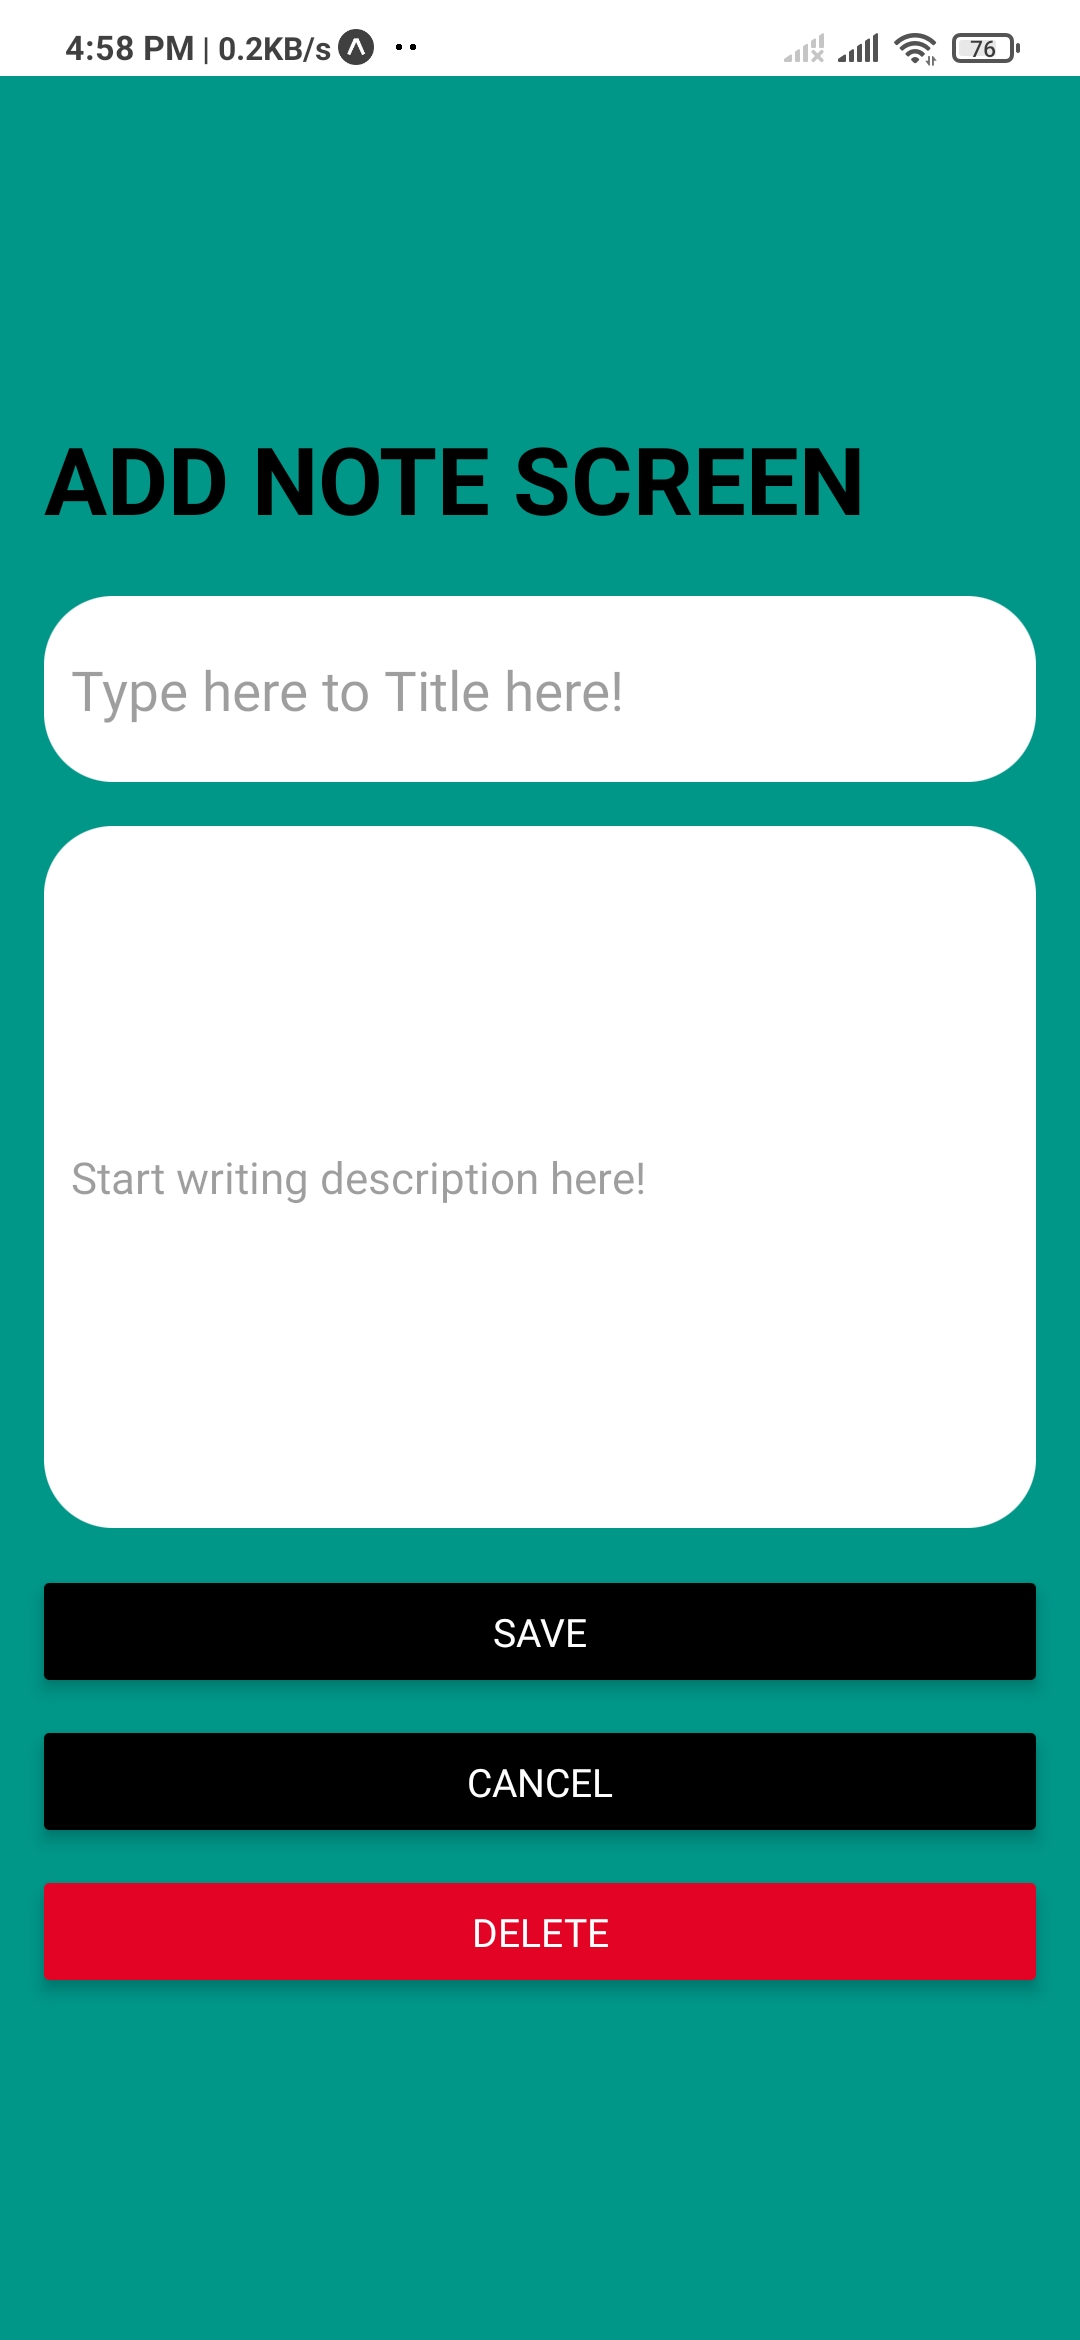 4:58 PM | 0.2KB/s
76
ADD NOTE SCREEN
Type here to Title here!
Start writing description here!
SAVE
CANCEL
DELETE